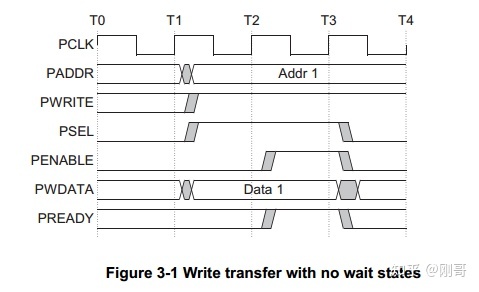 T0 T1 T2 T3 T4
PCLK
PADDR Addr 1
PWRITE
PSEL
PENABLE
PWDATA Data 1
PREADY
Figure 3-1 Write transfer with no wait states
知乎 @刚哥